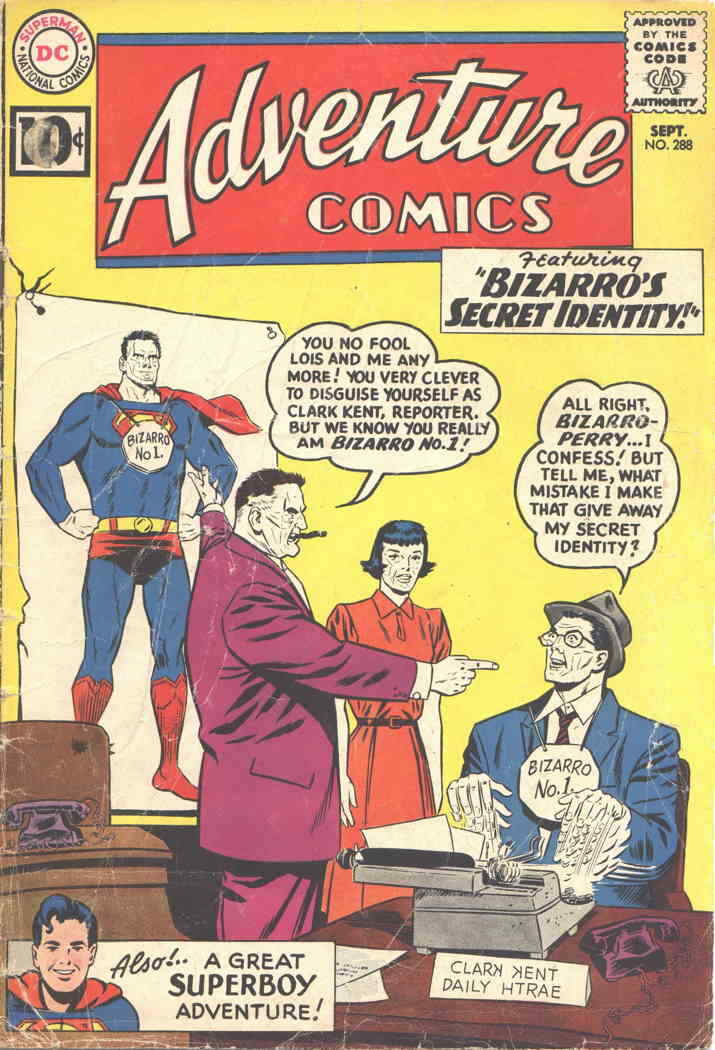 SUPERMAN
DC
NATIONAL COMICS
APPROVED
BY THE
COMICS
CODE
CA
AUTHORITY
10¢
SEPT.
NO. 288
Adventure
COMICS
Featuring
"BIZARRO'S
SECRET IDENTITY!"
YOU NO FOOL
LOIS AND ME ANY
MORE! YOU VERY CLEVER
TO DISGUISE YOURSELF AS
CLARK KENT, REPORTER.
BUT WE KNOW YOU REALLY
AM BIZARRO NO.1!
ALL RIGHT,
BIZARRO-
PERRY...I
CONFESS! BUT
TELL ME, WHAT
MISTAKE I MAKE
THAT GIVE AWAY
MY SECRET
IDENTITY?
BIZARRO
No 1.
BIZARRO
No.1.
CLARK KENT
DAILY HTRAE
Also!.. A GREAT
SUPERBOY
ADVENTURE!